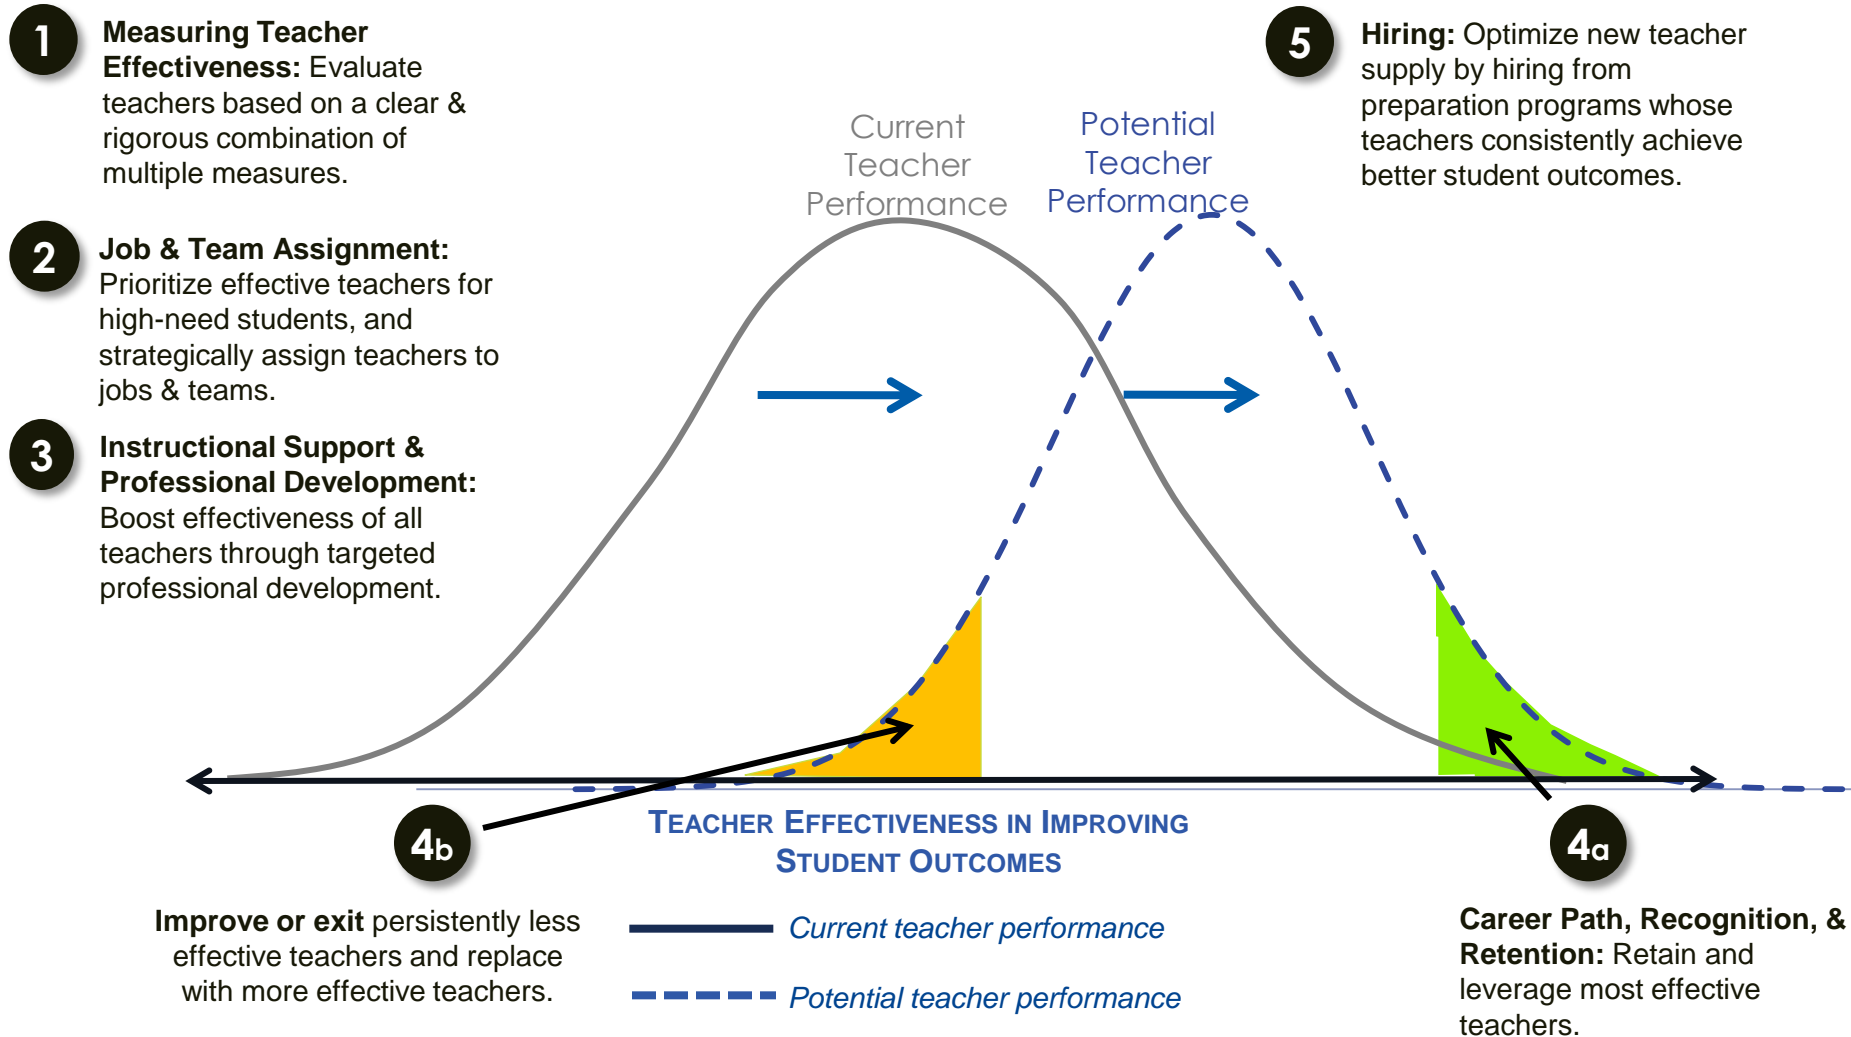 1
Measuring Teacher
Effectiveness: Evaluate
teachers based on a clear &
rigorous combination of
multiple measures.
2
Job & Team Assignment:
Prioritize effective teachers for
high-need students, and
strategically assign teachers to
jobs & teams.
3
Instructional Support &
Professional Development:
Boost effectiveness of all
teachers through targeted
professional development.
Current
Teacher
Performance
Potential
Teacher
Performance
5
Hiring: Optimize new teacher
supply by hiring from
preparation programs whose
teachers consistently achieve
better student outcomes.
4b
Improve or exit persistently less
effective teachers and replace
with more effective teachers.
TEACHER EFFECTIVENESS IN IMPROVING
STUDENT OUTCOMES
Current teacher performance
Potential teacher performance
4a
Career Path, Recognition, &
Retention: Retain and
leverage most effective
teachers.